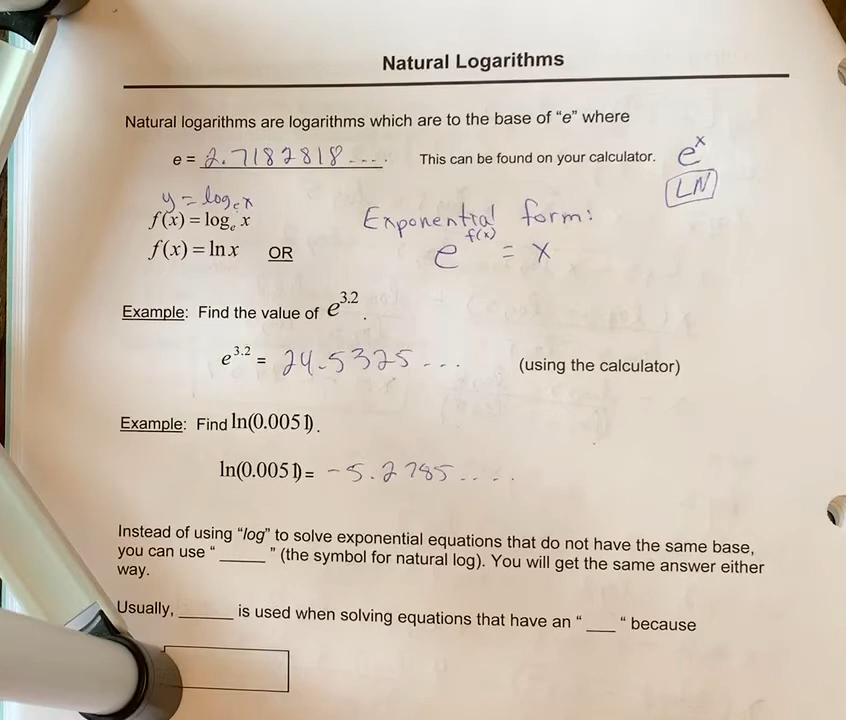 Natural Logarithms
Natural logarithms are logarithms which are to the base of “e” where
e = 2.7182818.... This can be found on your calculator. eˣ
LN
y = logₑx
f(x) = logₑ x Exponential form:
f(x) = ln x OR e^f(x) = x
Example: Find the value of e^3.2.
e^3.2 = 24.5325... (using the calculator)
Example: Find ln(0.0051).
ln(0.0051) = -5.2785....
Instead of using “log” to solve exponential equations that do not have the same base,
you can use “ _____ ” (the symbol for natural log). You will get the same answer either
way.
Usually, ______ is used when solving equations that have an “ ___ “ because